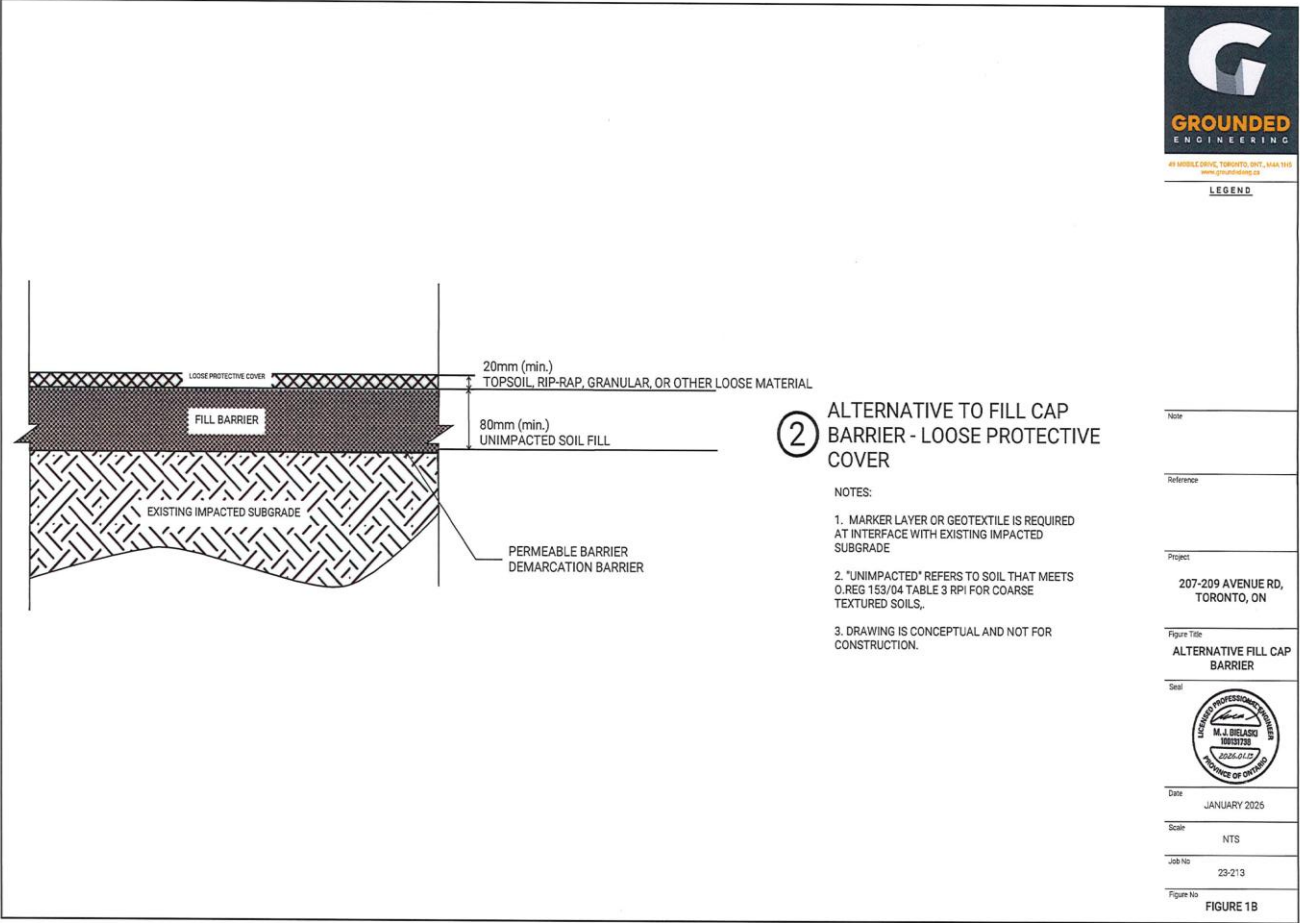 GROUNDED
ENGINEERING
49 MOBILE DRIVE, TORONTO, ONT., M4A 1H5
www.groundedeng.ca
LEGEND
LOOSE PROTECTIVE COVER
20mm (min.)
TOPSOIL, RIP-RAP, GRANULAR, OR OTHER LOOSE MATERIAL
FILL BARRIER
80mm (min.)
UNIMPACTED SOIL FILL
EXISTING IMPACTED SUBGRADE
PERMEABLE BARRIER
DEMARCATION BARRIER
2
ALTERNATIVE TO FILL CAP
BARRIER - LOOSE PROTECTIVE
COVER
NOTES:
1. MARKER LAYER OR GEOTEXTILE IS REQUIRED
AT INTERFACE WITH EXISTING IMPACTED
SUBGRADE
2. "UNIMPACTED" REFERS TO SOIL THAT MEETS
O.REG 153/04 TABLE 3 RPI FOR COARSE
TEXTURED SOILS,.
3. DRAWING IS CONCEPTUAL AND NOT FOR
CONSTRUCTION.
Note
Reference
Project
207-209 AVENUE RD,
TORONTO, ON
Figure Title
ALTERNATIVE FILL CAP
BARRIER
Seal
LICENSED PROFESSIONAL ENGINEER
M. J. BIELASKI
100131738
PROVINCE OF ONTARIO
Date
JANUARY 2026
Scale
NTS
Job No
23-213
Figure No
FIGURE 1B